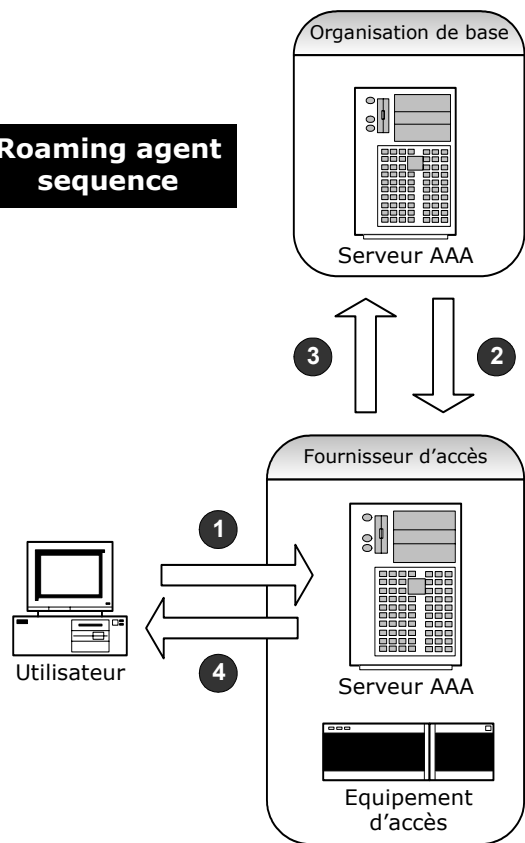 Organisation de base
Serveur AAA
Roaming agent
sequence
3
2
Fournisseur d'accès
1
Utilisateur
4
Serveur AAA
Equipement
d'accès